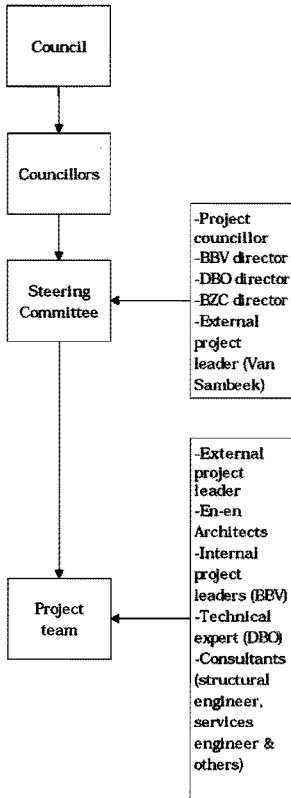 Council
Councillors
Steering
Committee
-Project
councillor
-BBV director
-DBO director
-BZC director
-External
project
leader (Van
Sambeek)
Project
team
-External
project
leader
-En-en
Architects
-Internal
project
leaders (BBV)
-Technical
expert (DBO)
-Consultants
(structural
engineer,
services
engineer &
others)